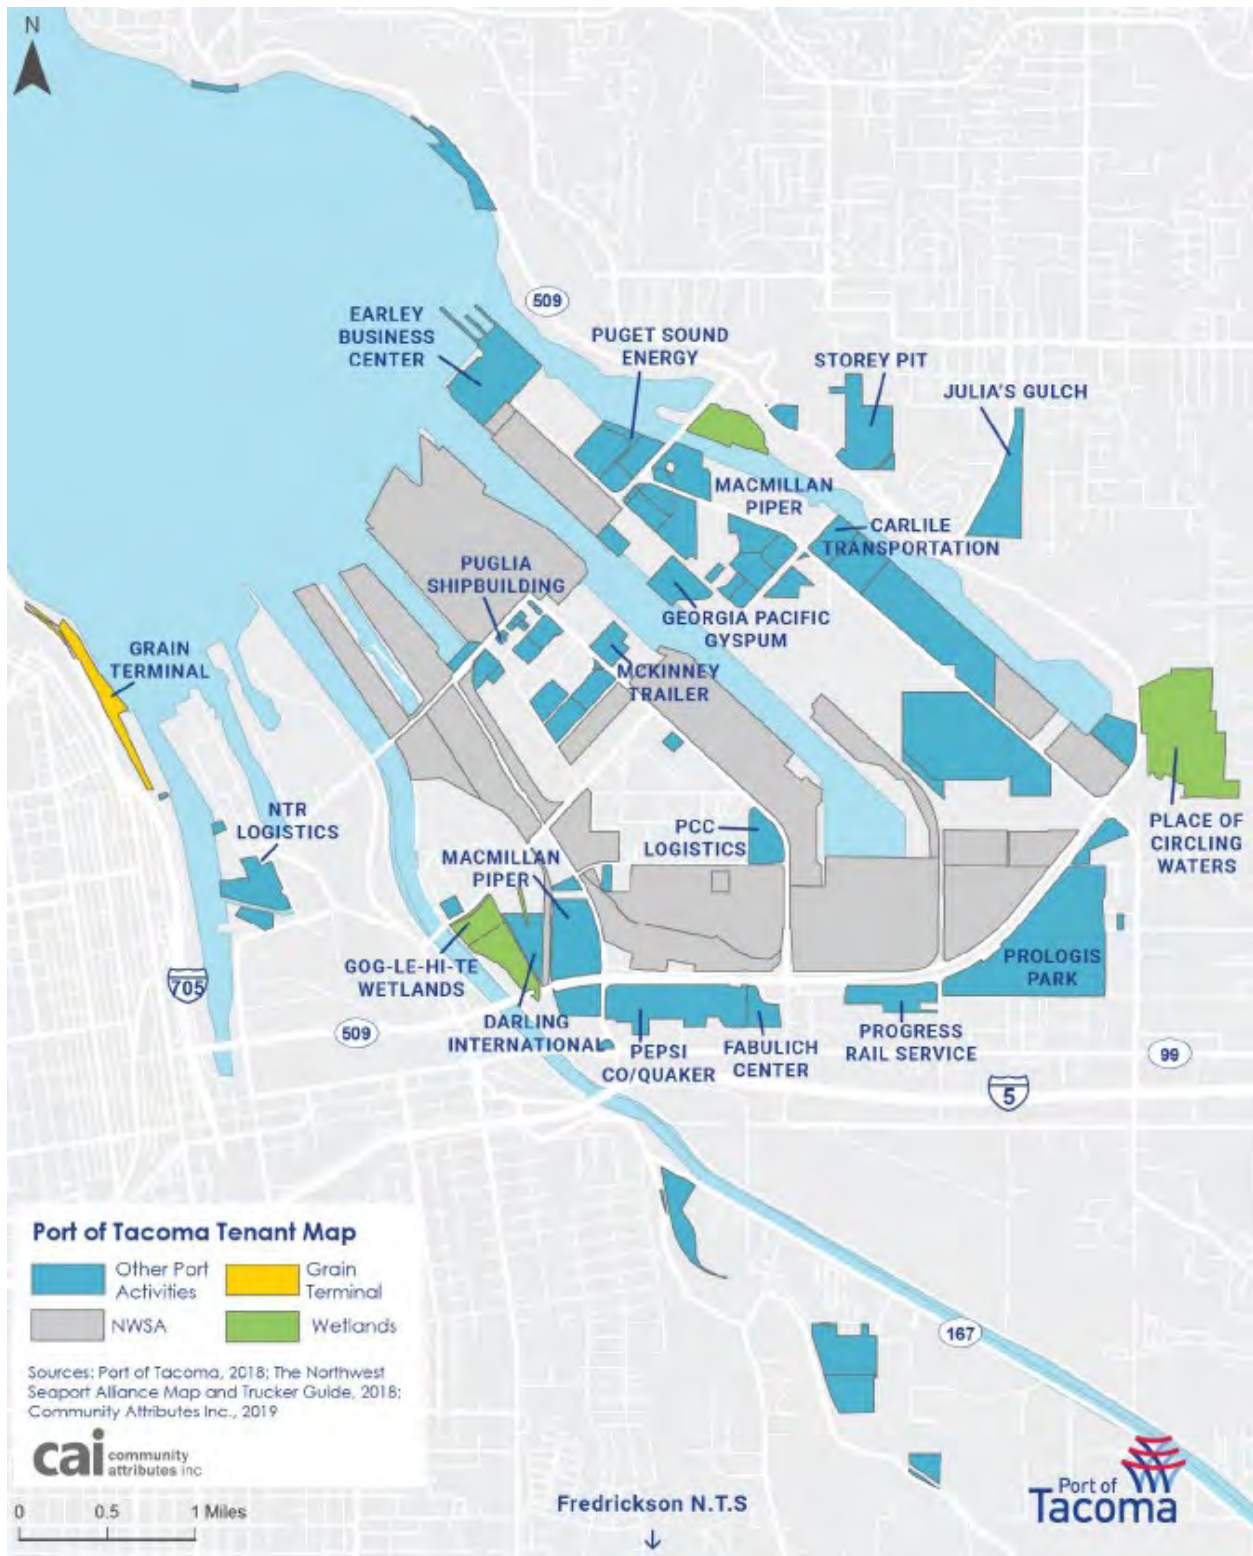 N
509
EARLEY
BUSINESS
CENTER
PUGET SOUND
ENERGY
STOREY PIT
JULIA'S GULCH
MACMILLAN
PIPER
CARLILE
TRANSPORTATION
PUGLIA
SHIPBUILDING
GEORGIA PACIFIC
GYSPUM
GRAIN
TERMINAL
MCKINNEY
TRAILER
NTR
LOGISTICS
PCC
LOGISTICS
PLACE OF
CIRCLING
WATERS
MACMILLAN
PIPER
GOG-LE-HI-TE
WETLANDS
PROLOGIS
PARK
705
509
DARLING
INTERNATIONAL
PEPSI
CO/QUAKER
FABULICH
CENTER
PROGRESS
RAIL SERVICE
99
5
167
Port of Tacoma Tenant Map
Other Port
Activities
Grain
Terminal
NWSA
Wetlands
Sources: Port of Tacoma, 2018; The Northwest
Seaport Alliance Map and Trucker Guide, 2018;
Community Attributes Inc., 2019
cai community
attributes inc
0 0.5 1 Miles
Fredrickson N.T.S
Port of
Tacoma